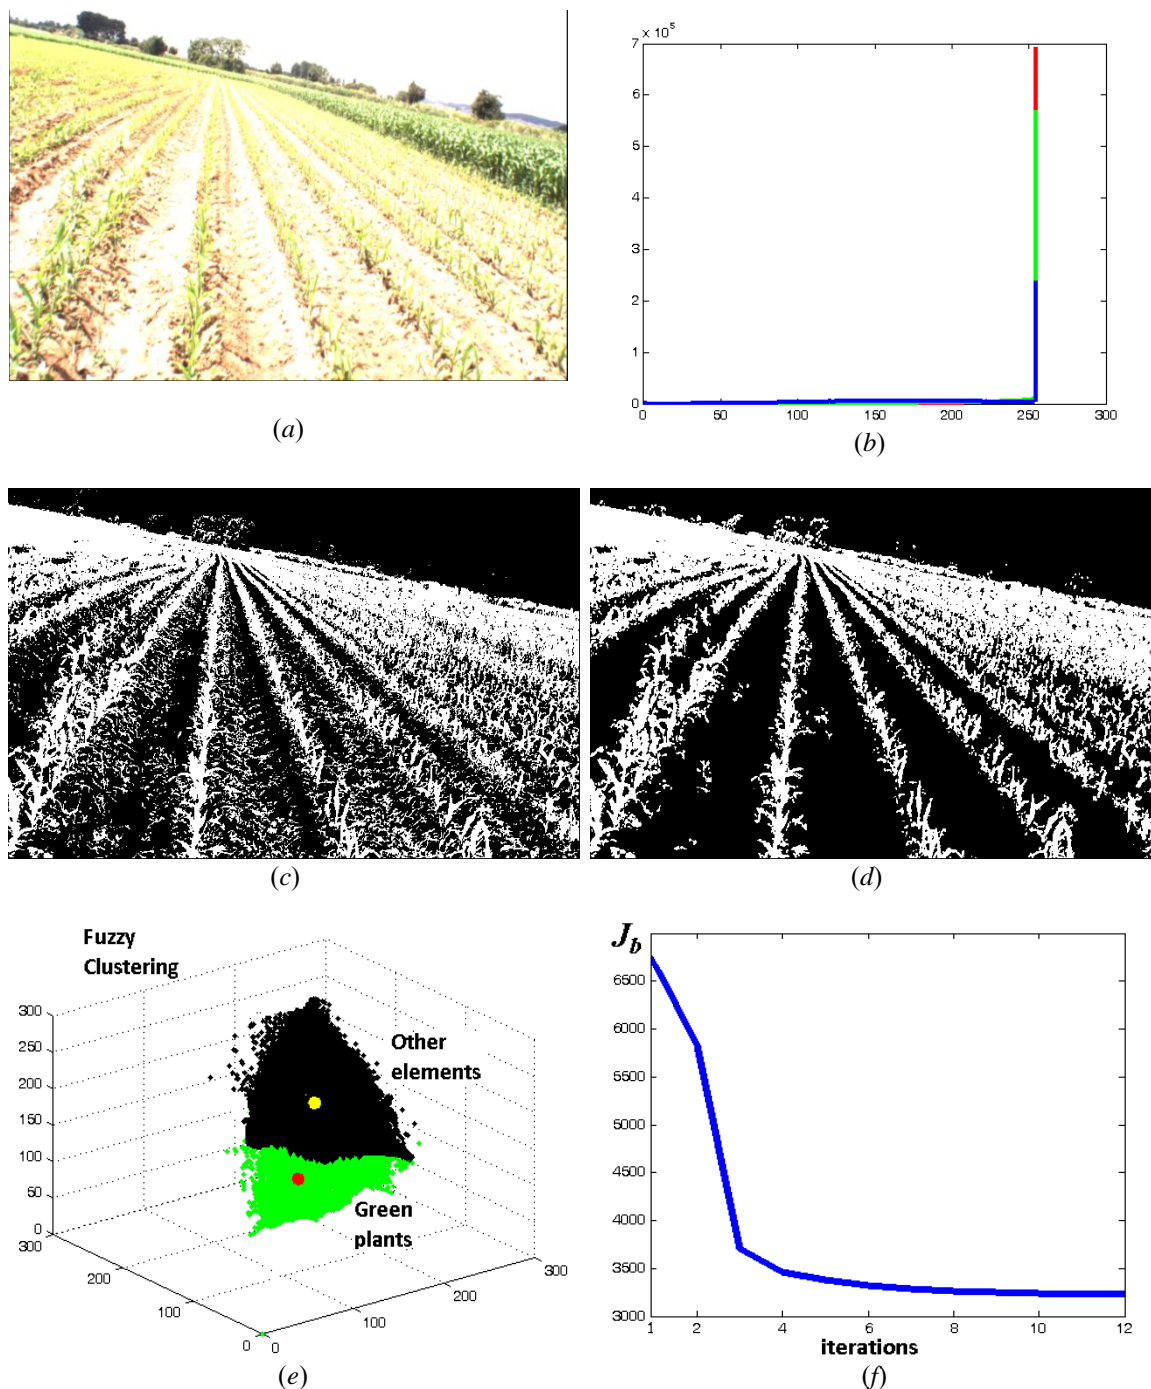 7 × 10⁵
6
5
4
3
2
1
0
0 50 100 150 200 250 300
(a)
(b)
(c)
(d)
Fuzzy
Clustering
300
250
200
150
100
50
0
300
200
100
0
0
100
200
300
Other
elements
Green
plants
J_b
6500
6000
5500
5000
4500
4000
3500
3000
1 2 4 6 8 10 12
iterations
(e)
(f)